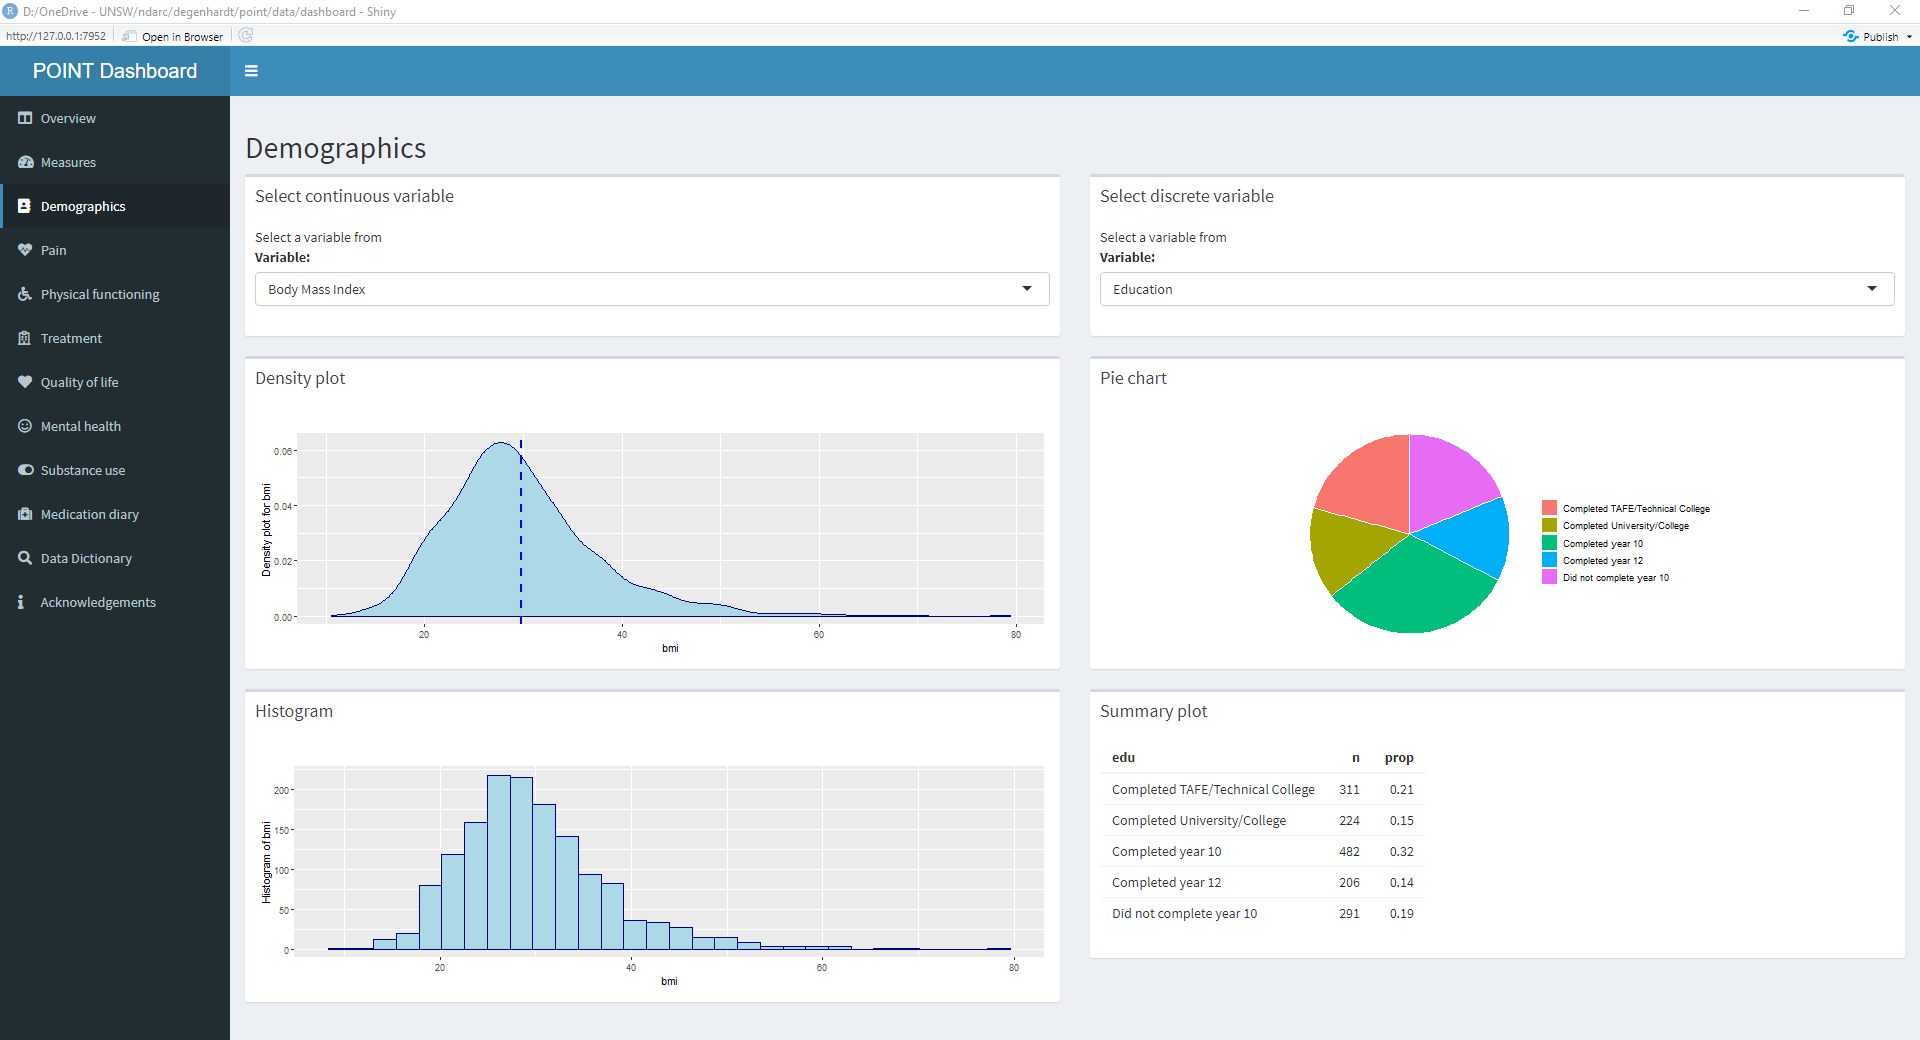 D:/OneDrive - UNSW/ndarc/degenhardt/point/data/dashboard - Shiny
http://127.0.0.1:7952 Open in Browser Publish
POINT Dashboard
Overview
Measures
Demographics
Pain
Physical functioning
Treatment
Quality of life
Mental health
Substance use
Medication diary
Data Dictionary
Acknowledgements
Demographics
Select continuous variable
Select a variable from
Variable:
Body Mass Index
Select discrete variable
Select a variable from
Variable:
Education
Density plot
Density plot for bmi
0.06
0.04
0.02
0.00
20 40 60 80
bmi
Pie chart
Completed TAFE/Technical College
Completed University/College
Completed year 10
Completed year 12
Did not complete year 10
Histogram
Histogram of bmi
200
150
100
50
0
20 40 60 80
bmi
Summary plot
edu n prop
Completed TAFE/Technical College 311 0.21
Completed University/College 224 0.15
Completed year 10 482 0.32
Completed year 12 206 0.14
Did not complete year 10 291 0.19